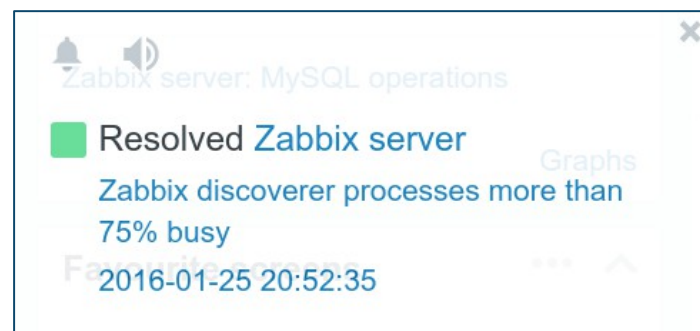 Zabbix server: MySQL operations
Resolved Zabbix server
Graphs
Zabbix discoverer processes more than
75% busy
Favourite screens
2016-01-25 20:52:35